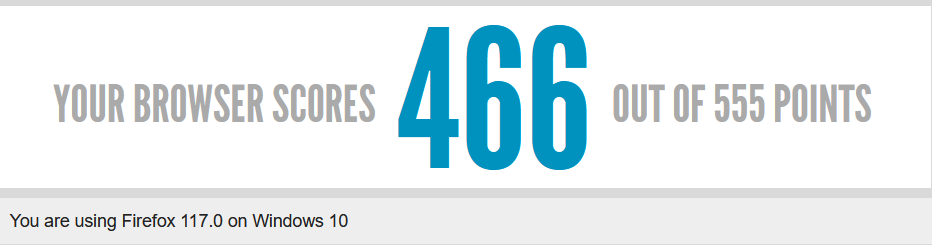 YOUR BROWSER SCORES 466 OUT OF 555 POINTS
You are using Firefox 117.0 on Windows 10